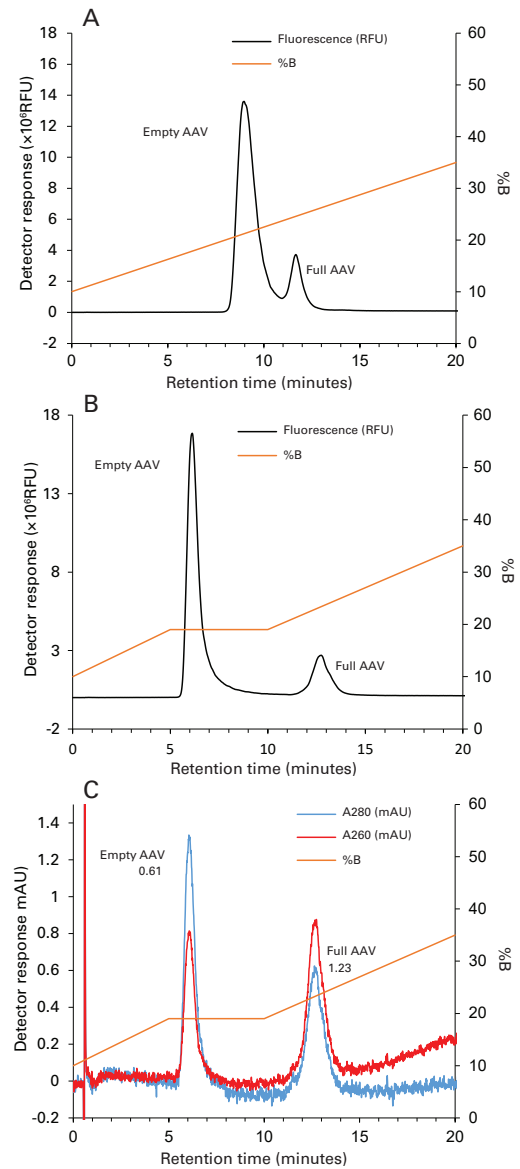 A
Fluorescence (RFU)
%B
Empty AAV
Full AAV
Detector response (×10⁶RFU)
18
16
14
12
10
8
6
4
2
0
-2
60
50
40
30
20
10
0
%B
0 5 10 15 20
Retention time (minutes)
B
Fluorescence (RFU)
%B
Empty AAV
Full AAV
Detector response (×10⁶RFU)
18
15
18
8
3
-2
60
50
40
30
20
10
0
%B
0 5 10 15 20
Retention time (minutes)
C
A280 (mAU)
A260 (mAU)
%B
Empty AAV
0.61
Full AAV
1.23
Detector response mAU
1.4
1.2
1
0.8
0.6
0.4
0.2
0
-0.2
60
50
40
30
20
10
0
%B
0 5 10 15 20
Retention time (minutes)